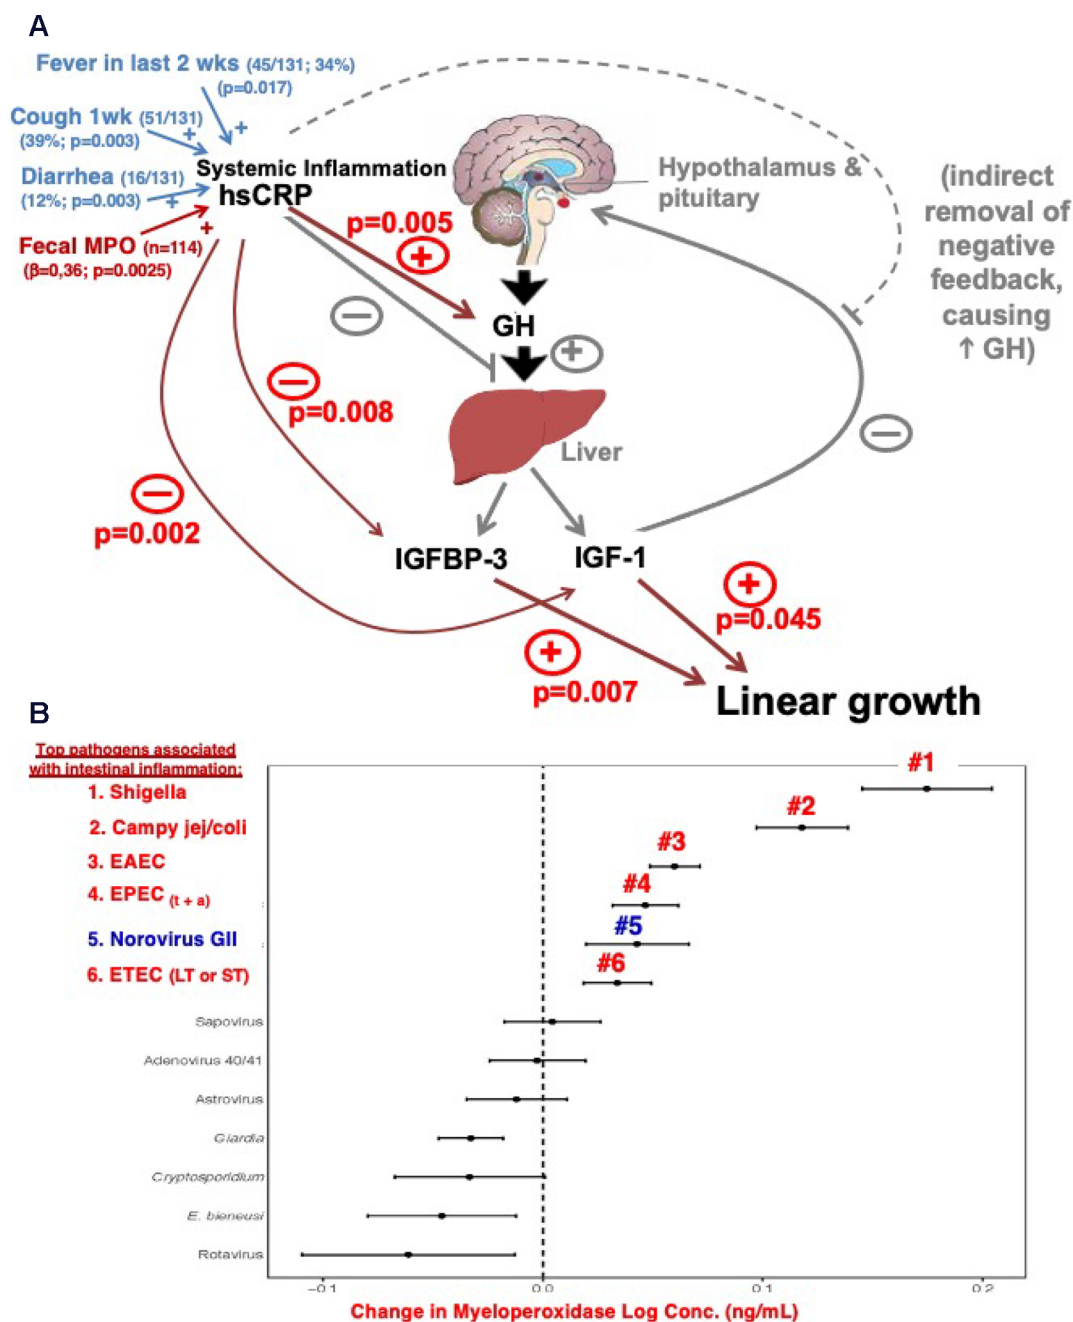 A
Fever in last 2 wks (45/131; 34%)
(p=0.017)
Cough 1wk (51/131)
(39%; p=0.003)
+
+
Diarrhea (16/131)
(12%; p=0.003)
+
Systemic Inflammation
hsCRP
Fecal MPO (n=114)
(β=0,36; p=0.0025)
+
p=0.005
+
Hypothalamus &
pituitary
(indirect
removal of
negative
feedback,
causing
↑ GH)
−
GH
+
−
p=0.008
Liver
−
−
p=0.002
IGFBP-3
IGF-1
+
p=0.045
+
p=0.007
Linear growth
B
Top pathogens associated
with intestinal inflammation:
1. Shigella
#1
2. Campy jej/coli
#2
3. EAEC
#3
4. EPEC (t + a)
#4
5. Norovirus GII
#5
6. ETEC (LT or ST)
#6
Sapovirus
Adenovirus 40/41
Astrovirus
Giardia
Cryptosporidium
E. bieneusi
Rotavirus
−0.1 0.0 0.1 0.2
Change in Myeloperoxidase Log Conc. (ng/mL)